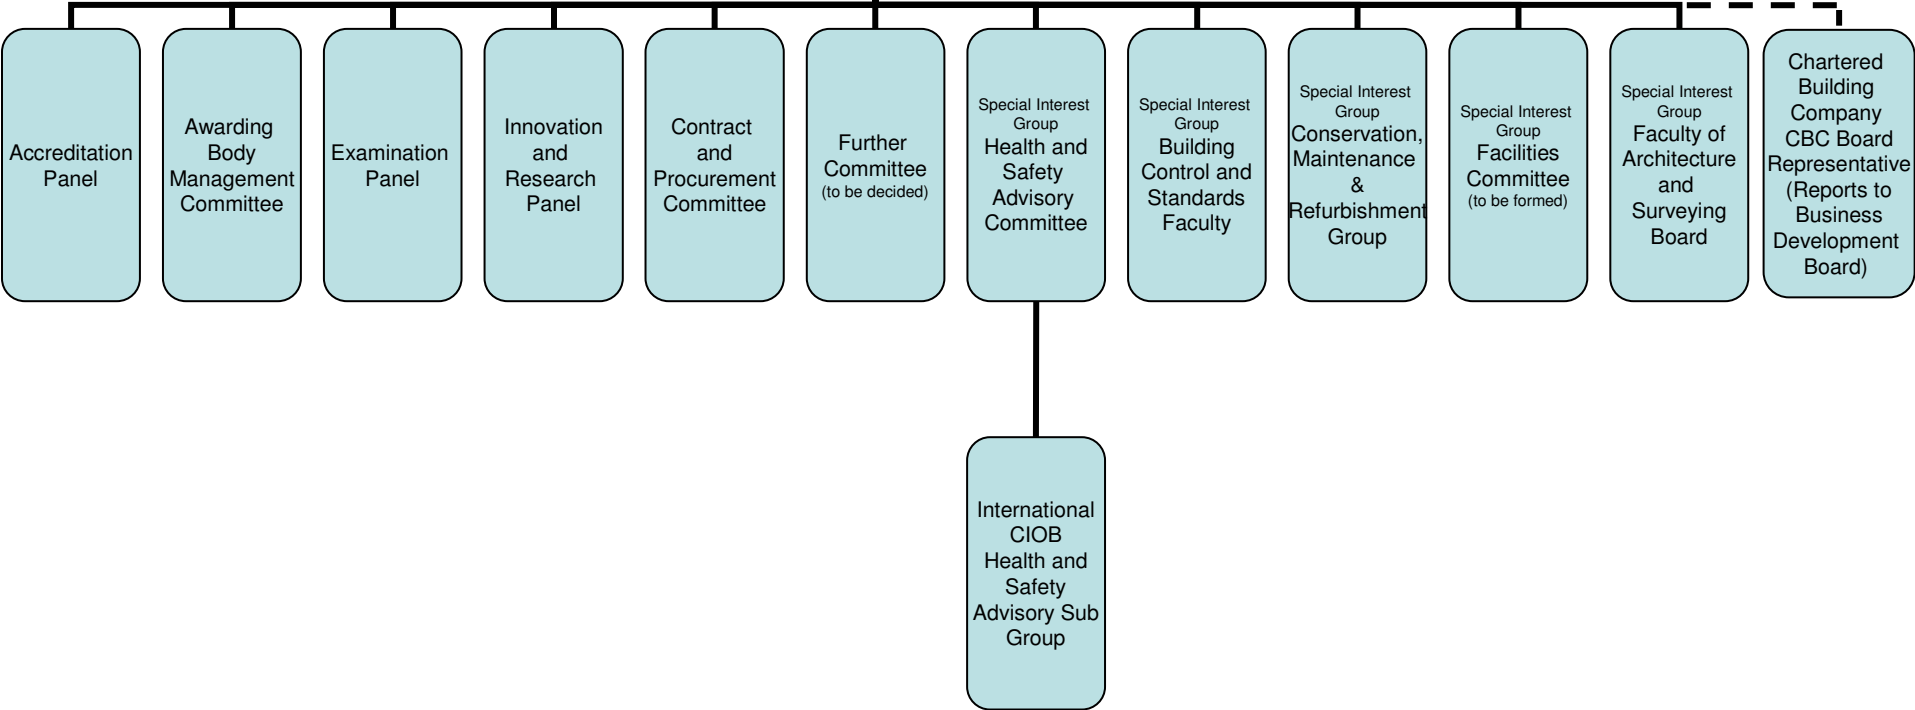 Accreditation
Panel
Awarding
Body
Management
Committee
Examination
Panel
Innovation
and
Research
Panel
Contract
and
Procurement
Committee
Further
Committee
(to be decided)
Special Interest
Group
Health and
Safety
Advisory
Committee
Special Interest
Group
Building
Control and
Standards
Faculty
Special Interest
Group
Conservation,
Maintenance
&
Refurbishment
Group
Special Interest
Group
Facilities
Committee
(to be formed)
Special Interest
Group
Faculty of
Architecture
and
Surveying
Board
Chartered
Building
Company
CBC Board
Representative
(Reports to
Business
Development
Board)
International
CIOB
Health and
Safety
Advisory Sub
Group